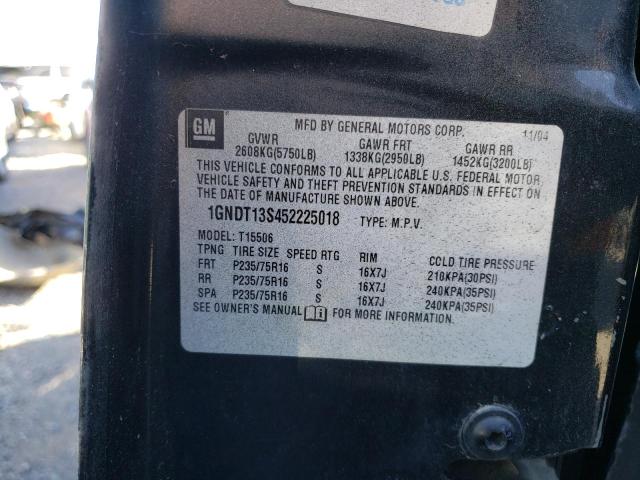 GM
MFD BY GENERAL MOTORS CORP. 11/04
GVWR GAWR FRT GAWR RR
2608KG(5750LB) 1338KG(2950LB) 1452KG(3200LB)
THIS VEHICLE CONFORMS TO ALL APPLICABLE U.S. FEDERAL MOTOR
VEHICLE SAFETY AND THEFT PREVENTION STANDARDS IN EFFECT ON
THE DATE OF MANUFACTURE SHOWN ABOVE.
1GNDT13S452225018 TYPE: M.P.V.
MODEL: T15506
TPNG TIRE SIZE SPEED RTG RIM COLD TIRE PRESSURE
FRT P235/75R16 S 16X7J 210KPA(30PSI)
RR P235/75R16 S 16X7J 240KPA(35PSI)
SPA P235/75R16 S 16X7J 240KPA(35PSI)
SEE OWNER'S MANUAL FOR MORE INFORMATION.